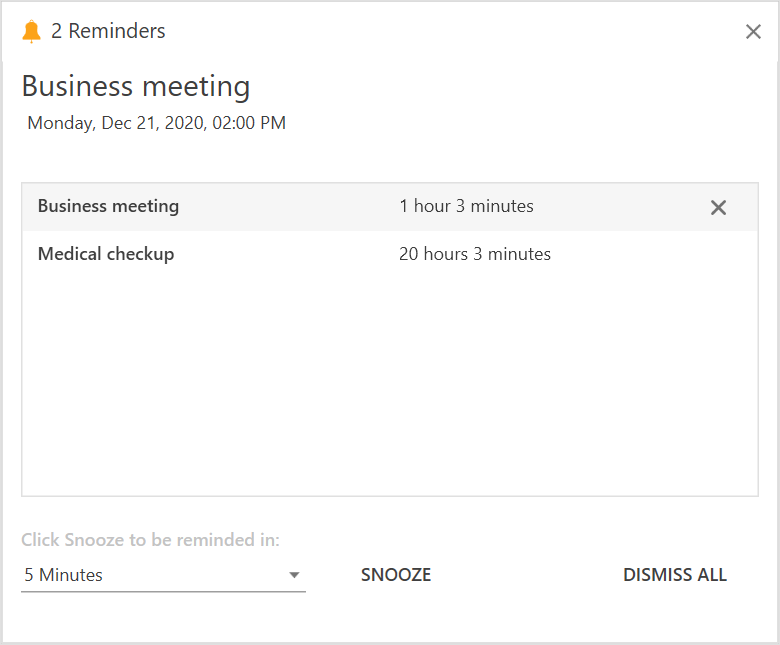 2 Reminders
Business meeting
Monday, Dec 21, 2020, 02:00 PM
Business meeting 1 hour 3 minutes
Medical checkup 20 hours 3 minutes
Click Snooze to be reminded in:
5 Minutes SNOOZE DISMISS ALL